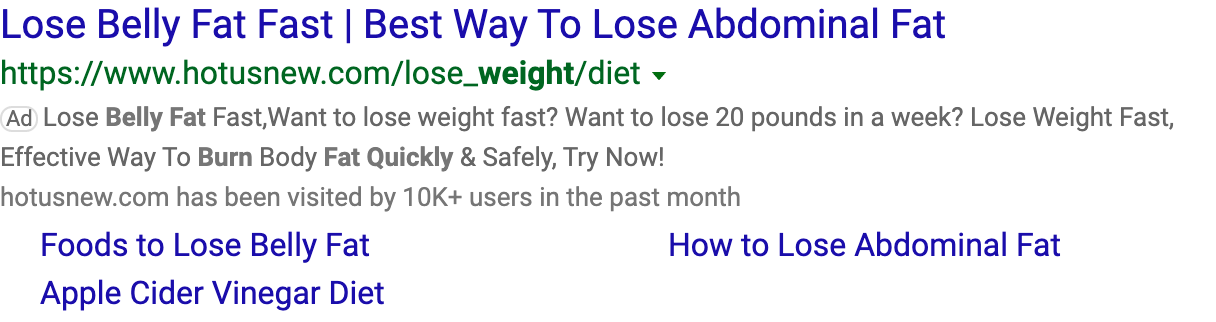 Lose Belly Fat Fast | Best Way To Lose Abdominal Fat
https://www.hotusnew.com/lose_weight/diet
Ad Lose Belly Fat Fast,Want to lose weight fast? Want to lose 20 pounds in a week? Lose Weight Fast,
Effective Way To Burn Body Fat Quickly & Safely, Try Now!
hotusnew.com has been visited by 10K+ users in the past month
Foods to Lose Belly Fat
How to Lose Abdominal Fat
Apple Cider Vinegar Diet